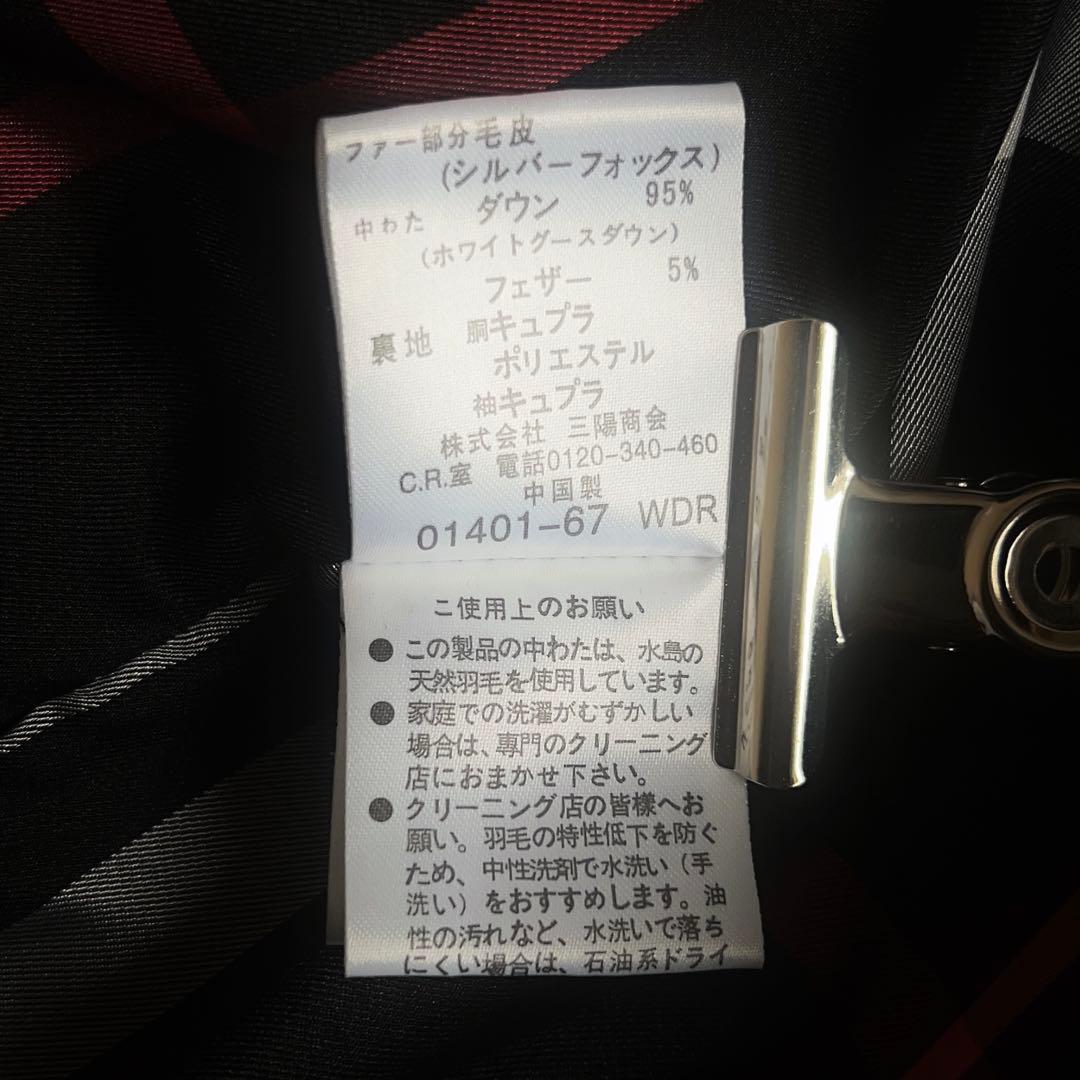 ファー部分毛皮
(シルバーフォックス)
中わた ダウン 95%
(ホワイトグースダウン)
フェザー 5%
裏地 胴キュプラ
ポリエステル
袖キュプラ
株式会社 三陽商会
C.R.室 電話0120-340-460
中国製
01401-67 WDR
ご使用上のお願い
●この製品の中わたは、水鳥の
天然羽毛を使用しています。
●家庭での洗濯がむずかしい
場合は、専門のクリーニング
店におまかせ下さい。
●クリーニング店の皆様へお
願い。羽毛の特性低下を防ぐ
ため、中性洗剤で水洗い(手
洗い)をおすすめします。油
性の汚れなど、水洗いで落ち
にくい場合は、石油系ドライ